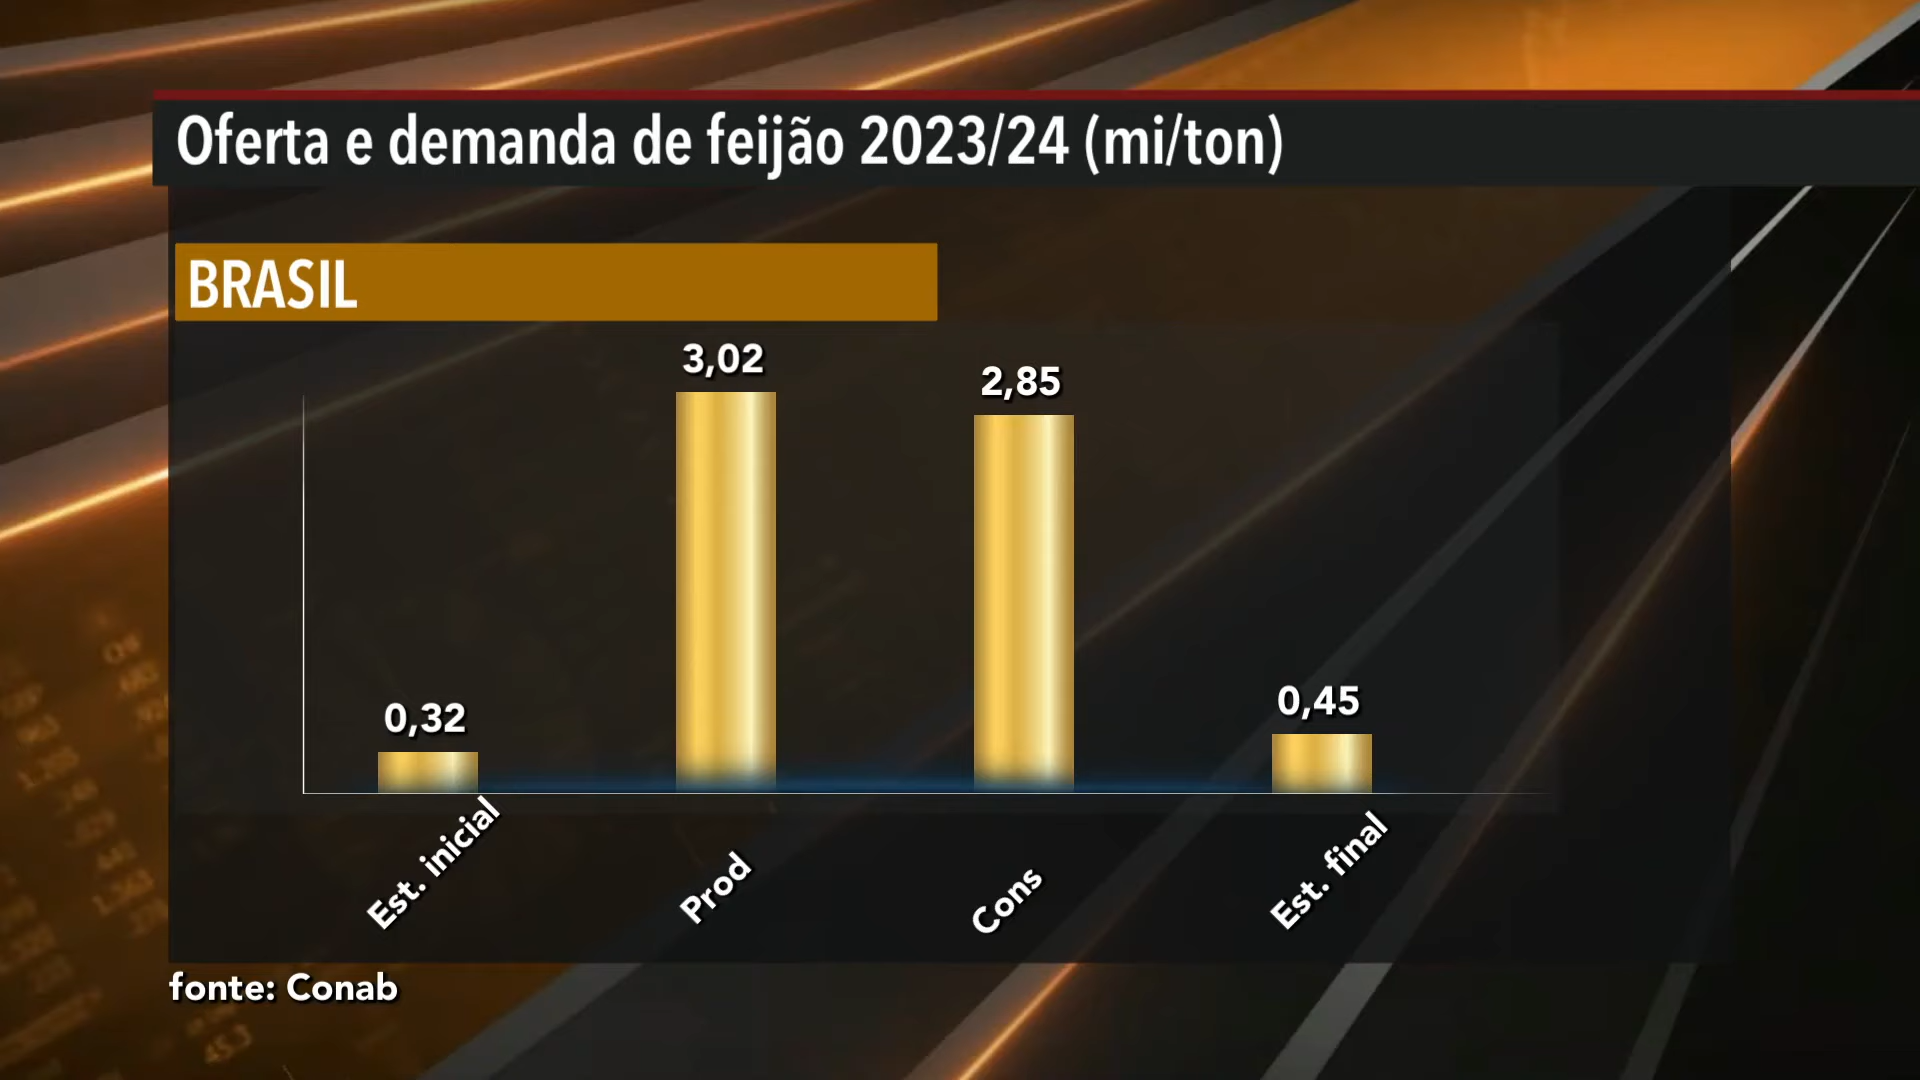 Oferta e demanda de feijão 2023/24 (mi/ton)
BRASIL
3,02
2,85
0,32
0,45
Est. inicial
Prod
Cons
Est. final
fonte: Conab